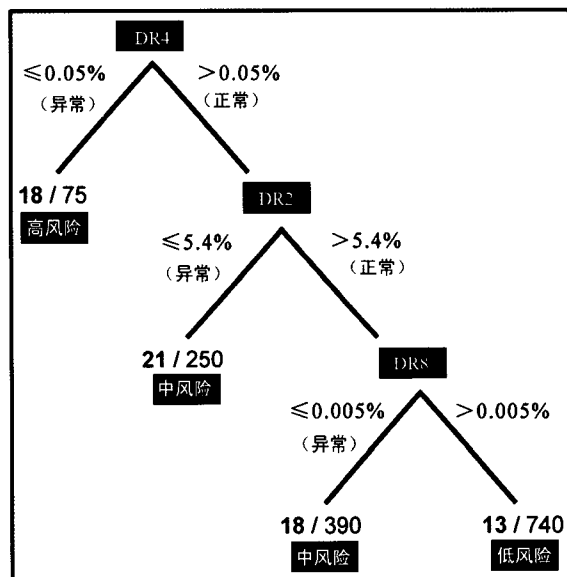 DR4
≤0.05% >0.05%
(异常) (正常)
18 / 75
高风险
DR2
≤5.4% >5.4%
(异常) (正常)
21 / 250
中风险
DR8
≤0.005% >0.005%
(异常)
18 / 390 13 / 740
中风险 低风险